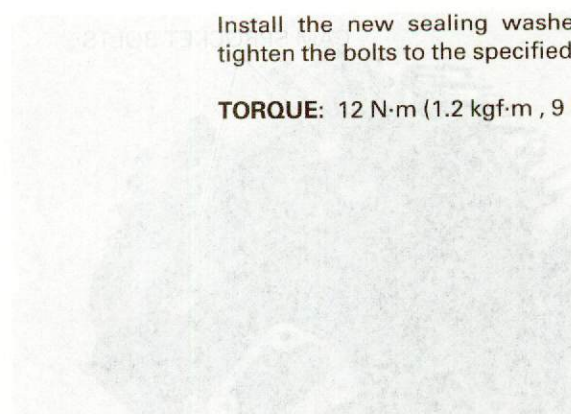 Install the new sealing washe
tighten the bolts to the specified
TORQUE: 12 N·m (1.2 kgf·m , 9